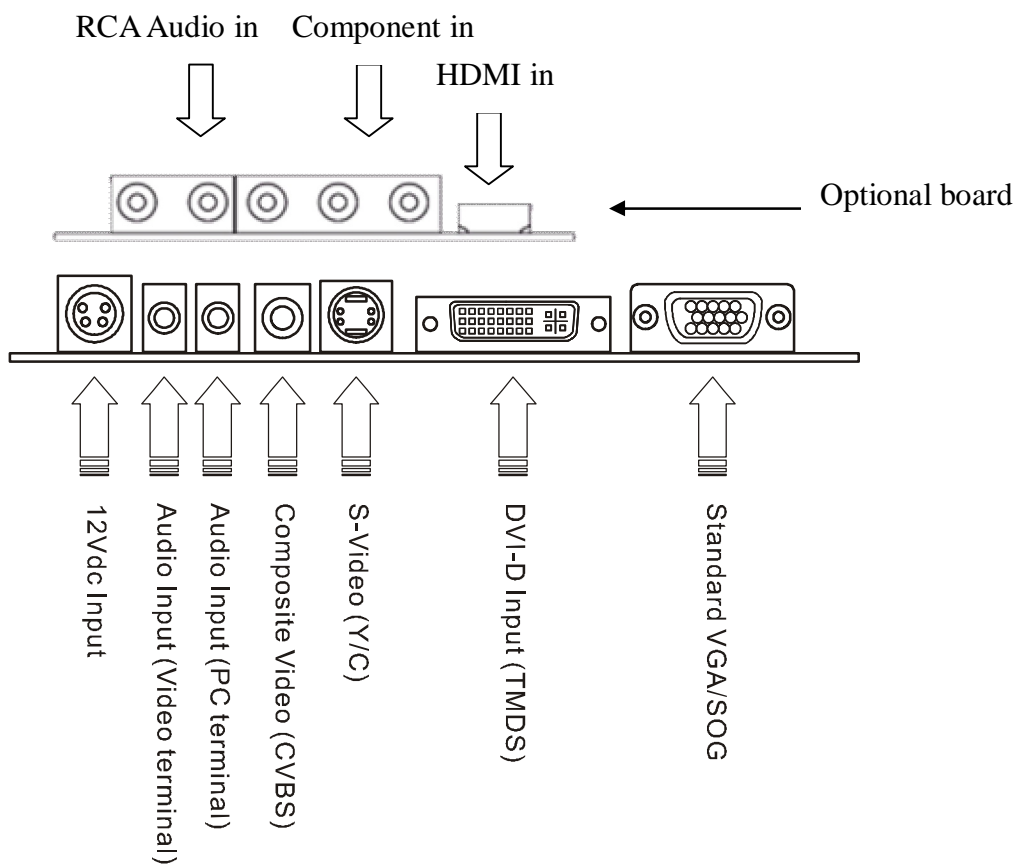 RCA Audio in
Component in
HDMI in
Optional board
12Vdc Input
Audio Input (Video terminal)
Audio Input (PC terminal)
Composite Video (CVBS)
S-Video (Y/C)
DVI-D Input (TMDS)
Standard VGA/SOG